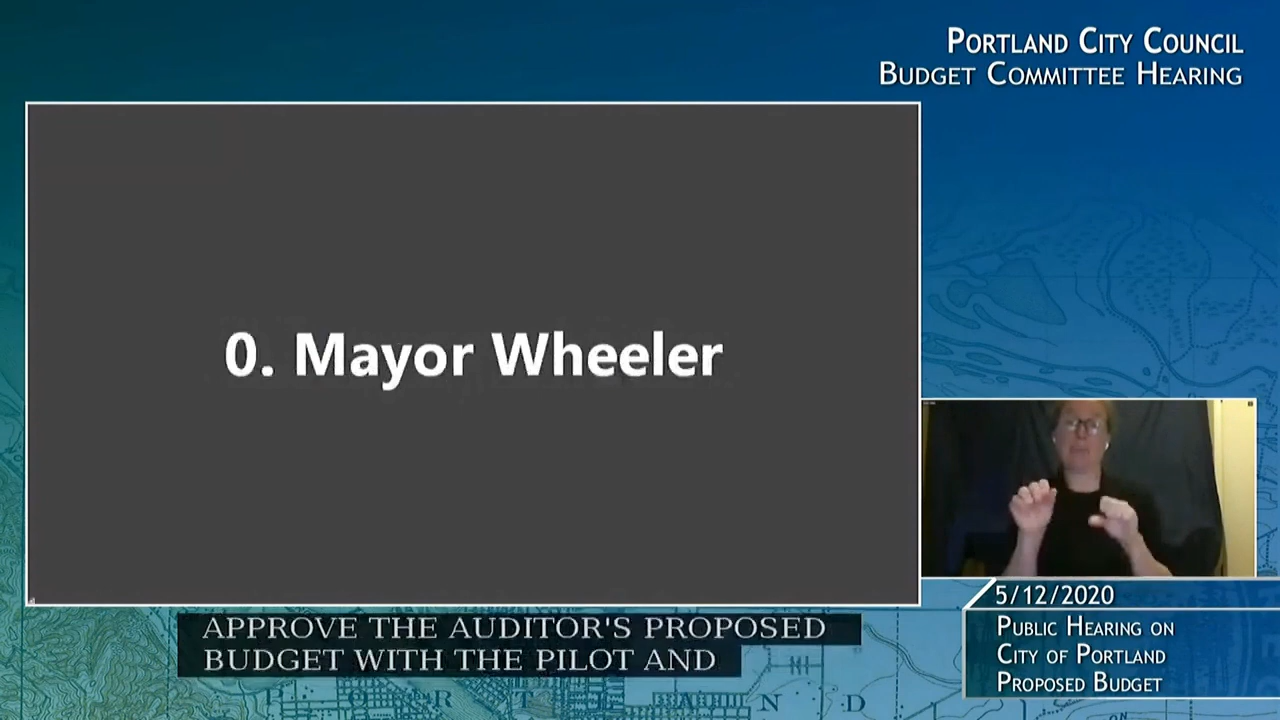 PORTLAND CITY COUNCIL
BUDGET COMMITTEE HEARING
0. Mayor Wheeler
5/12/2020
PUBLIC HEARING ON
CITY OF PORTLAND
PROPOSED BUDGET
APPROVE THE AUDITOR'S PROPOSED
BUDGET WITH THE PILOT AND
P O R T L A N D
ON